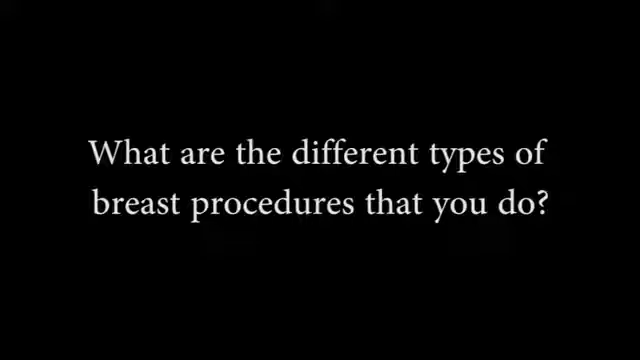 What are the different types of
breast procedures that you do?